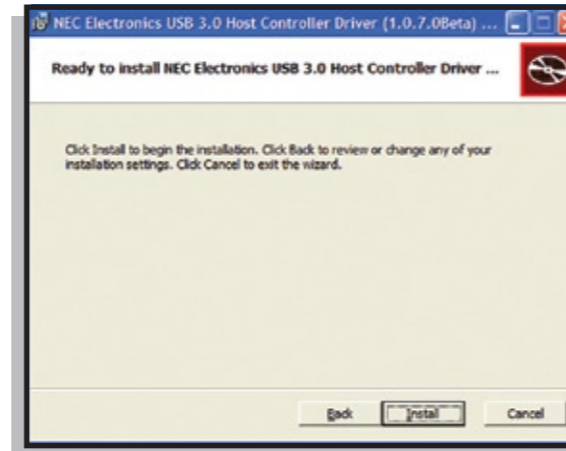 NEC Electronics USB 3.0 Host Controller Driver (1.0.7.0Beta) ...
Ready to install NEC Electronics USB 3.0 Host Controller Driver ...
Click Install to begin the installation. Click Back to review or change any of your
installation settings. Click Cancel to exit the wizard.
Back Install Cancel